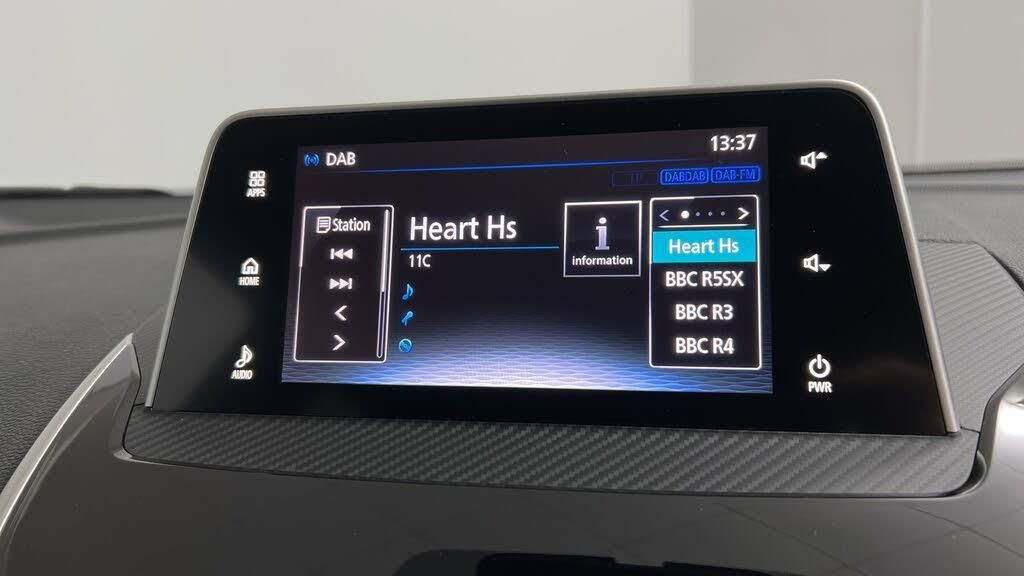 DAB
13:37
TP
DABDAB
DAB-FM
APPS
HOME
AUDIO
Station
Heart Hs
11C
i
information
Heart Hs
BBC R5SX
BBC R3
BBC R4
PWR